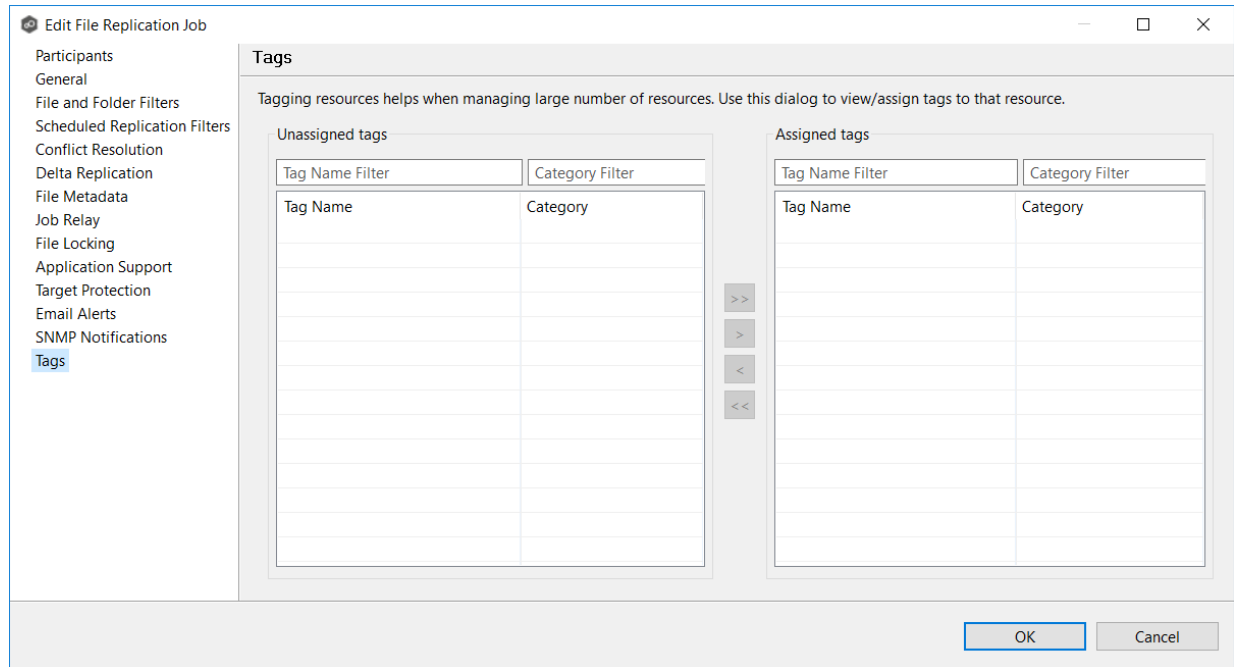 Edit File Replication Job
Participants
General
File and Folder Filters
Scheduled Replication Filters
Conflict Resolution
Delta Replication
File Metadata
Job Relay
File Locking
Application Support
Target Protection
Email Alerts
SNMP Notifications
Tags
Tags
Tagging resources helps when managing large number of resources. Use this dialog to view/assign tags to that resource.
Unassigned tags
Tag Name Filter Category Filter
Tag Name Category
>>
>
<
<<
Assigned tags
Tag Name Filter Category Filter
Tag Name Category
OK Cancel